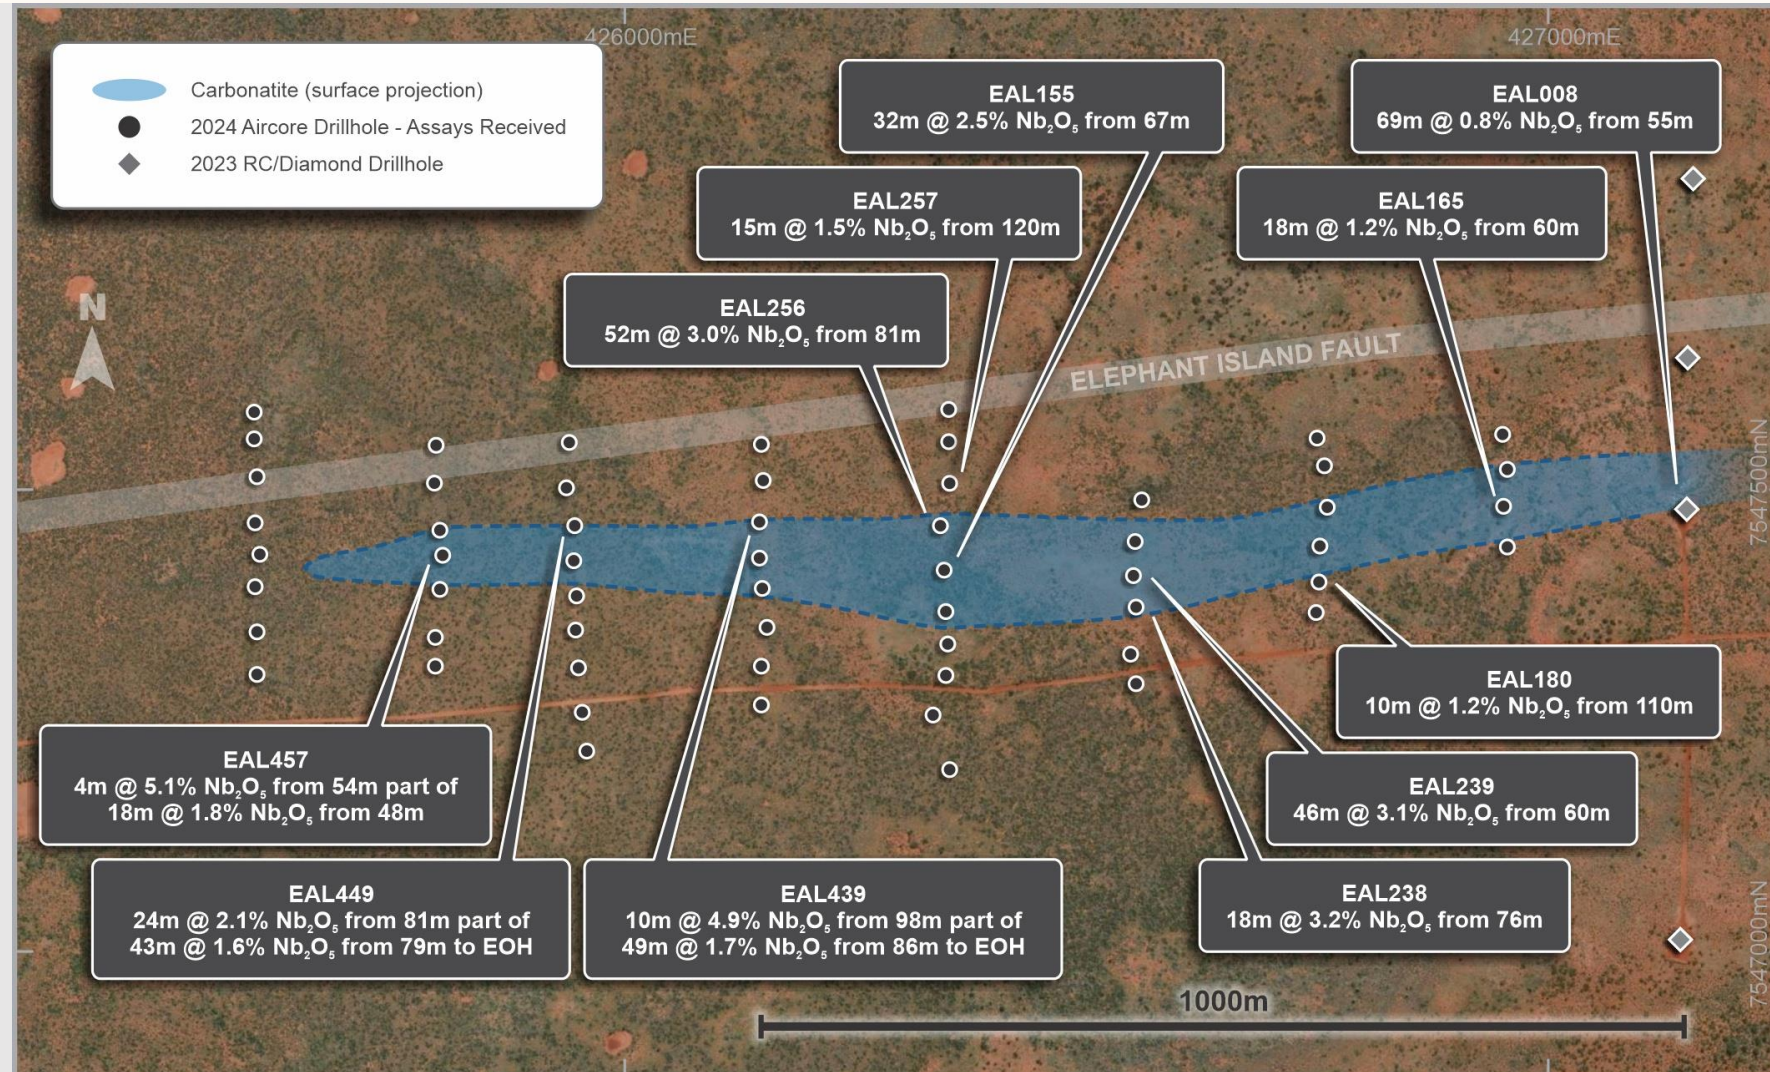 426000mE
427000mE
Carbonatite (surface projection)
2024 Aircore Drillhole - Assays Received
2023 RC/Diamond Drillhole
EAL155
32m @ 2.5% Nb₂O₅ from 67m
EAL008
69m @ 0.8% Nb₂O₅ from 55m
EAL257
15m @ 1.5% Nb₂O₅ from 120m
EAL165
18m @ 1.2% Nb₂O₅ from 60m
EAL256
52m @ 3.0% Nb₂O₅ from 81m
N
ELEPHANT ISLAND FAULT
7547500mN
EAL180
10m @ 1.2% Nb₂O₅ from 110m
EAL457
4m @ 5.1% Nb₂O₅ from 54m part of
18m @ 1.8% Nb₂O₅ from 48m
EAL239
46m @ 3.1% Nb₂O₅ from 60m
EAL449
24m @ 2.1% Nb₂O₅ from 81m part of
43m @ 1.6% Nb₂O₅ from 79m to EOH
EAL439
10m @ 4.9% Nb₂O₅ from 98m part of
49m @ 1.7% Nb₂O₅ from 86m to EOH
EAL238
18m @ 3.2% Nb₂O₅ from 76m
7547000mN
1000m